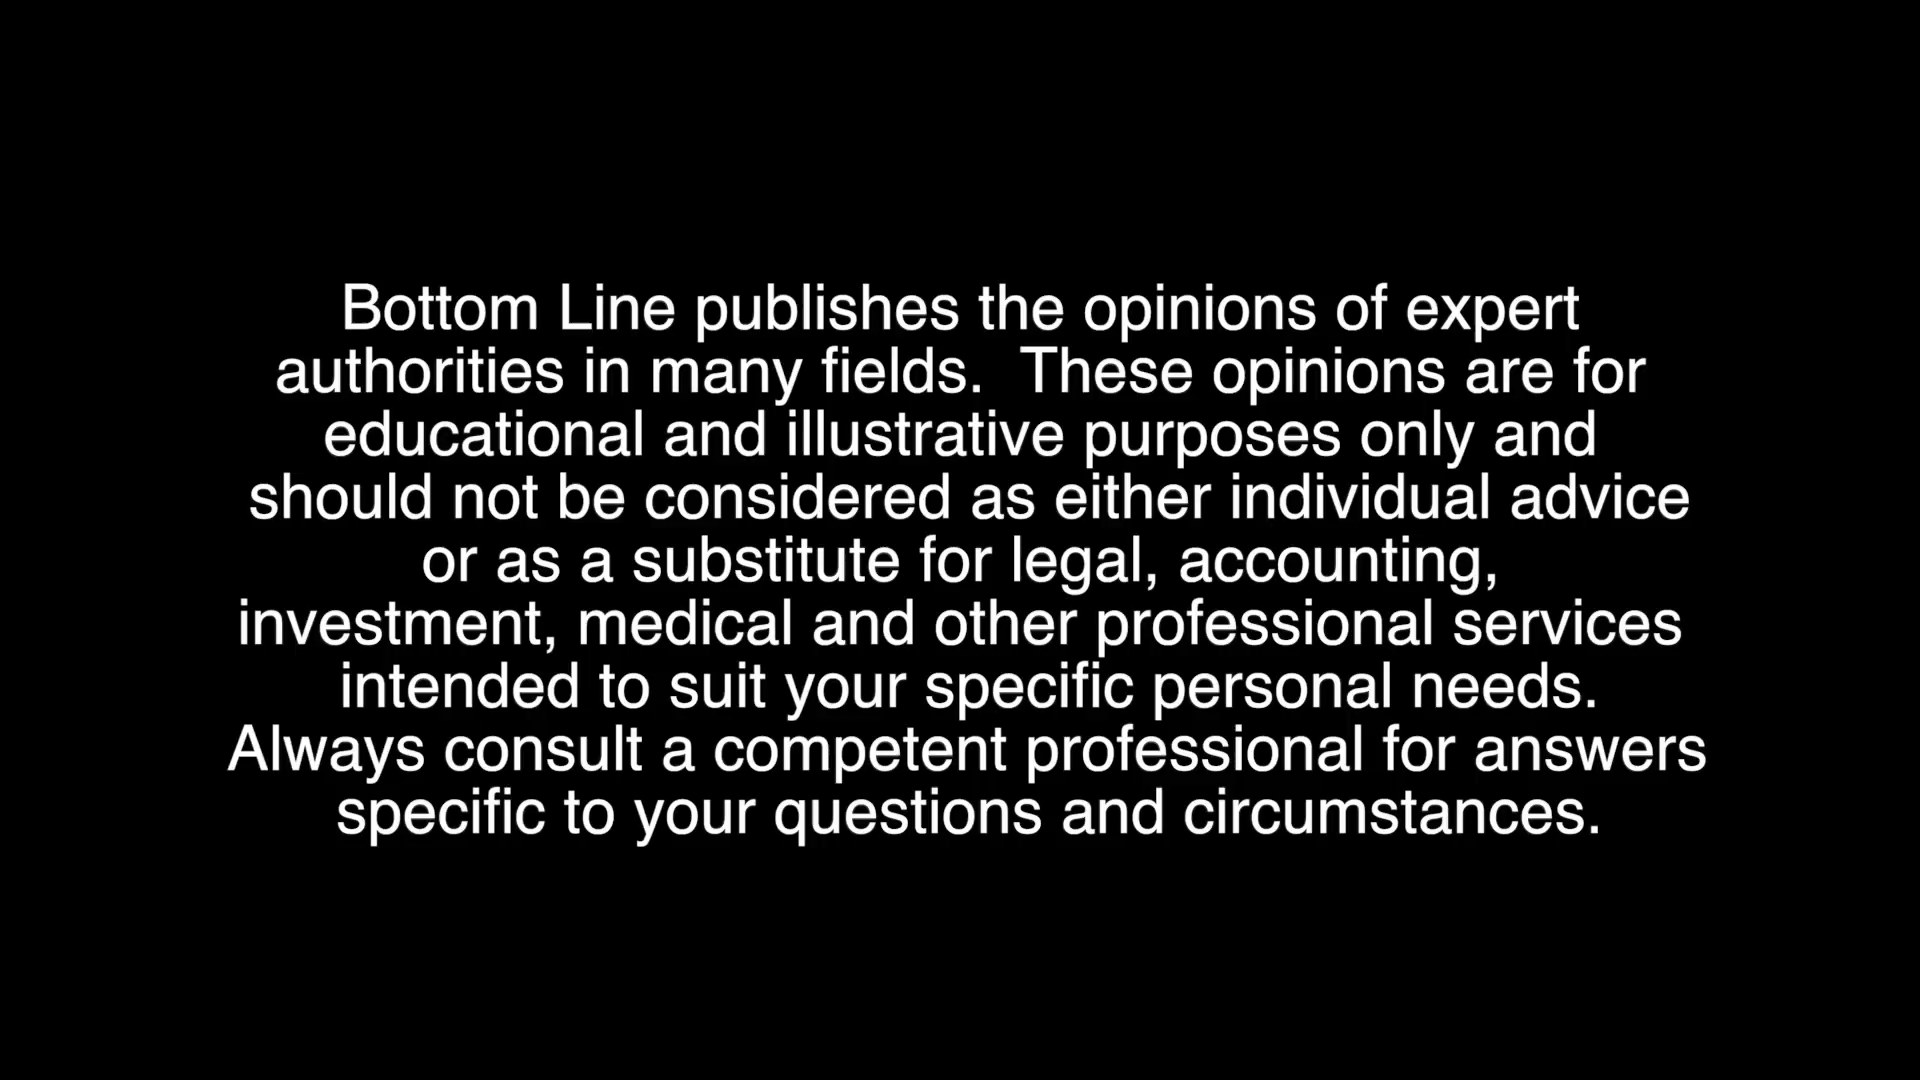 Bottom Line publishes the opinions of expert
authorities in many fields.  These opinions are for
educational and illustrative purposes only and
should not be considered as either individual advice
or as a substitute for legal, accounting,
investment, medical and other professional services
intended to suit your specific personal needs.
Always consult a competent professional for answers
specific to your questions and circumstances.